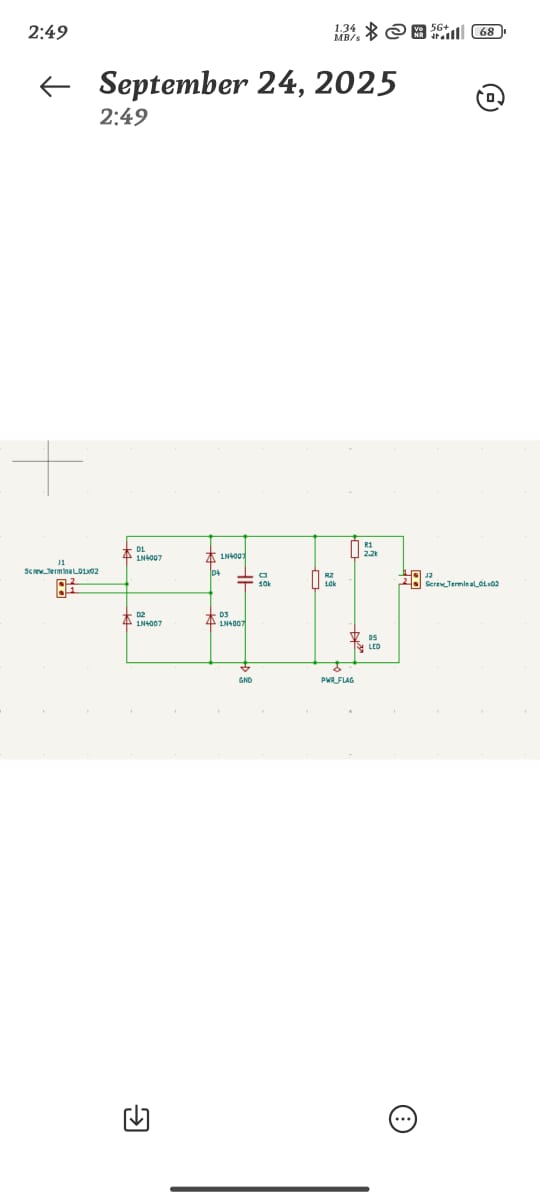 2:49
1.34 MB/s
Vo NR
5G+
68
September 24, 2025
2:49
J1
Screw_Terminal_01x02
2
1
D1
1N4007
1N4007
D4
D2
1N4007
D3
1N4007
C3
10k
GND
R2
10k
PWR_FLAG
R1
2.2k
D5
LED
1
2
J2
Screw_Terminal_01x02